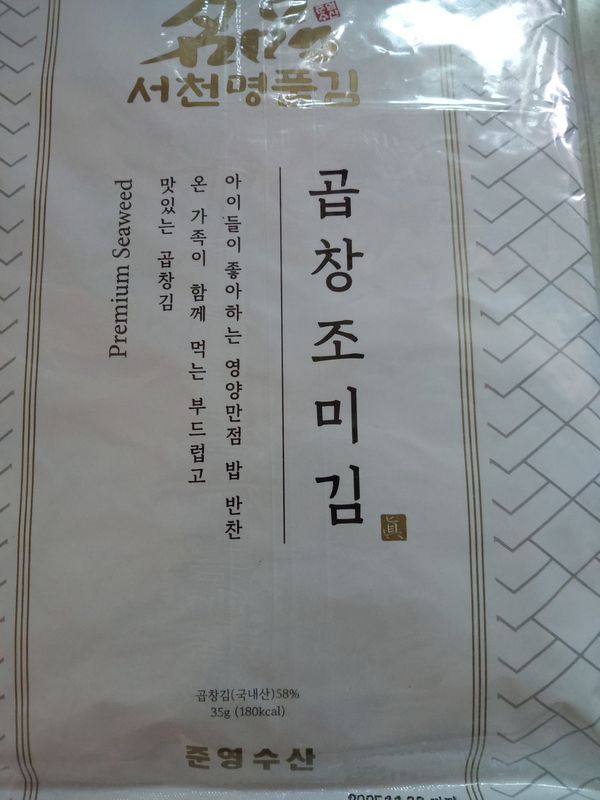 名品
서천명품김
곱창조미김
眞
아이들이 좋아하는 영양만점 밥 반찬
온 가족이 함께 먹는 부드럽고
맛있는 곱창김
Premium Seaweed
곱창김(국내산)58%
35g (180kcal)
준영수산